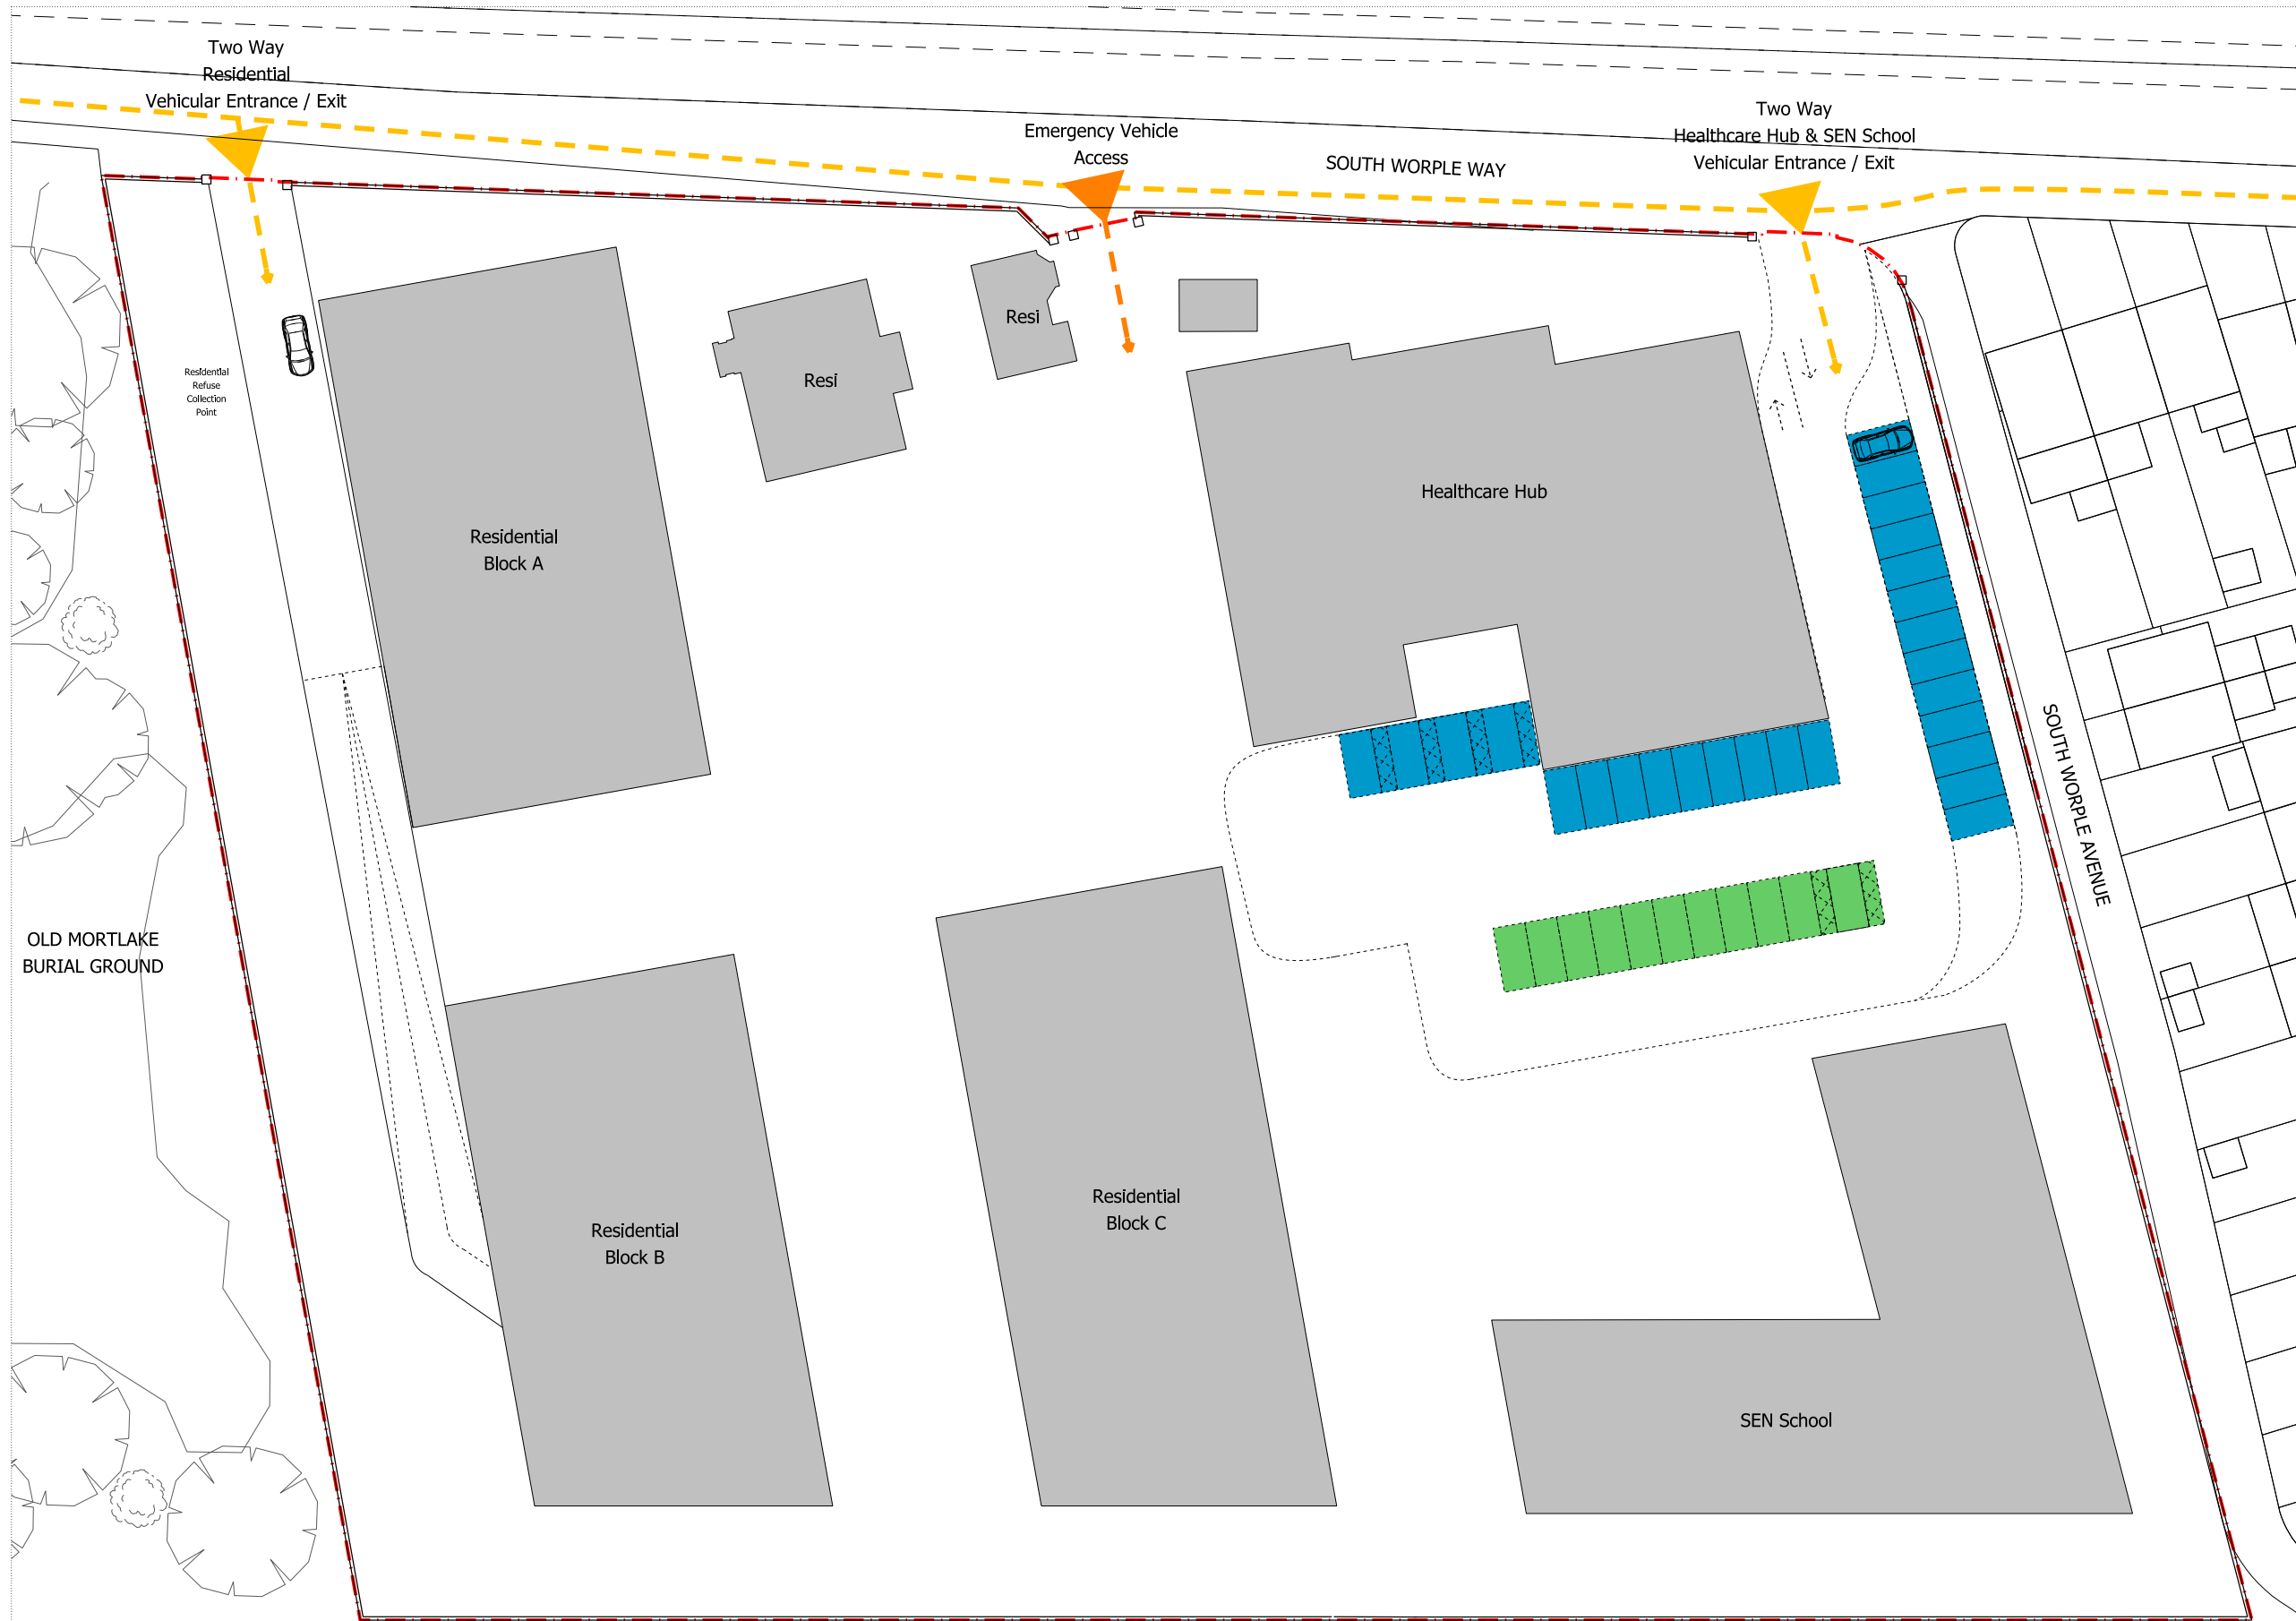 Two Way
Residential
Vehicular Entrance / Exit
Emergency Vehicle
Access
SOUTH WORPLE WAY
Two Way
Healthcare Hub & SEN School
Vehicular Entrance / Exit
Residential
Refuse
Collection
Point
Resi
Resi
Healthcare Hub
Residential
Block A
SOUTH WORPLE AVENUE
OLD MORTLAKE
BURIAL GROUND
Residential
Block B
Residential
Block C
SEN School